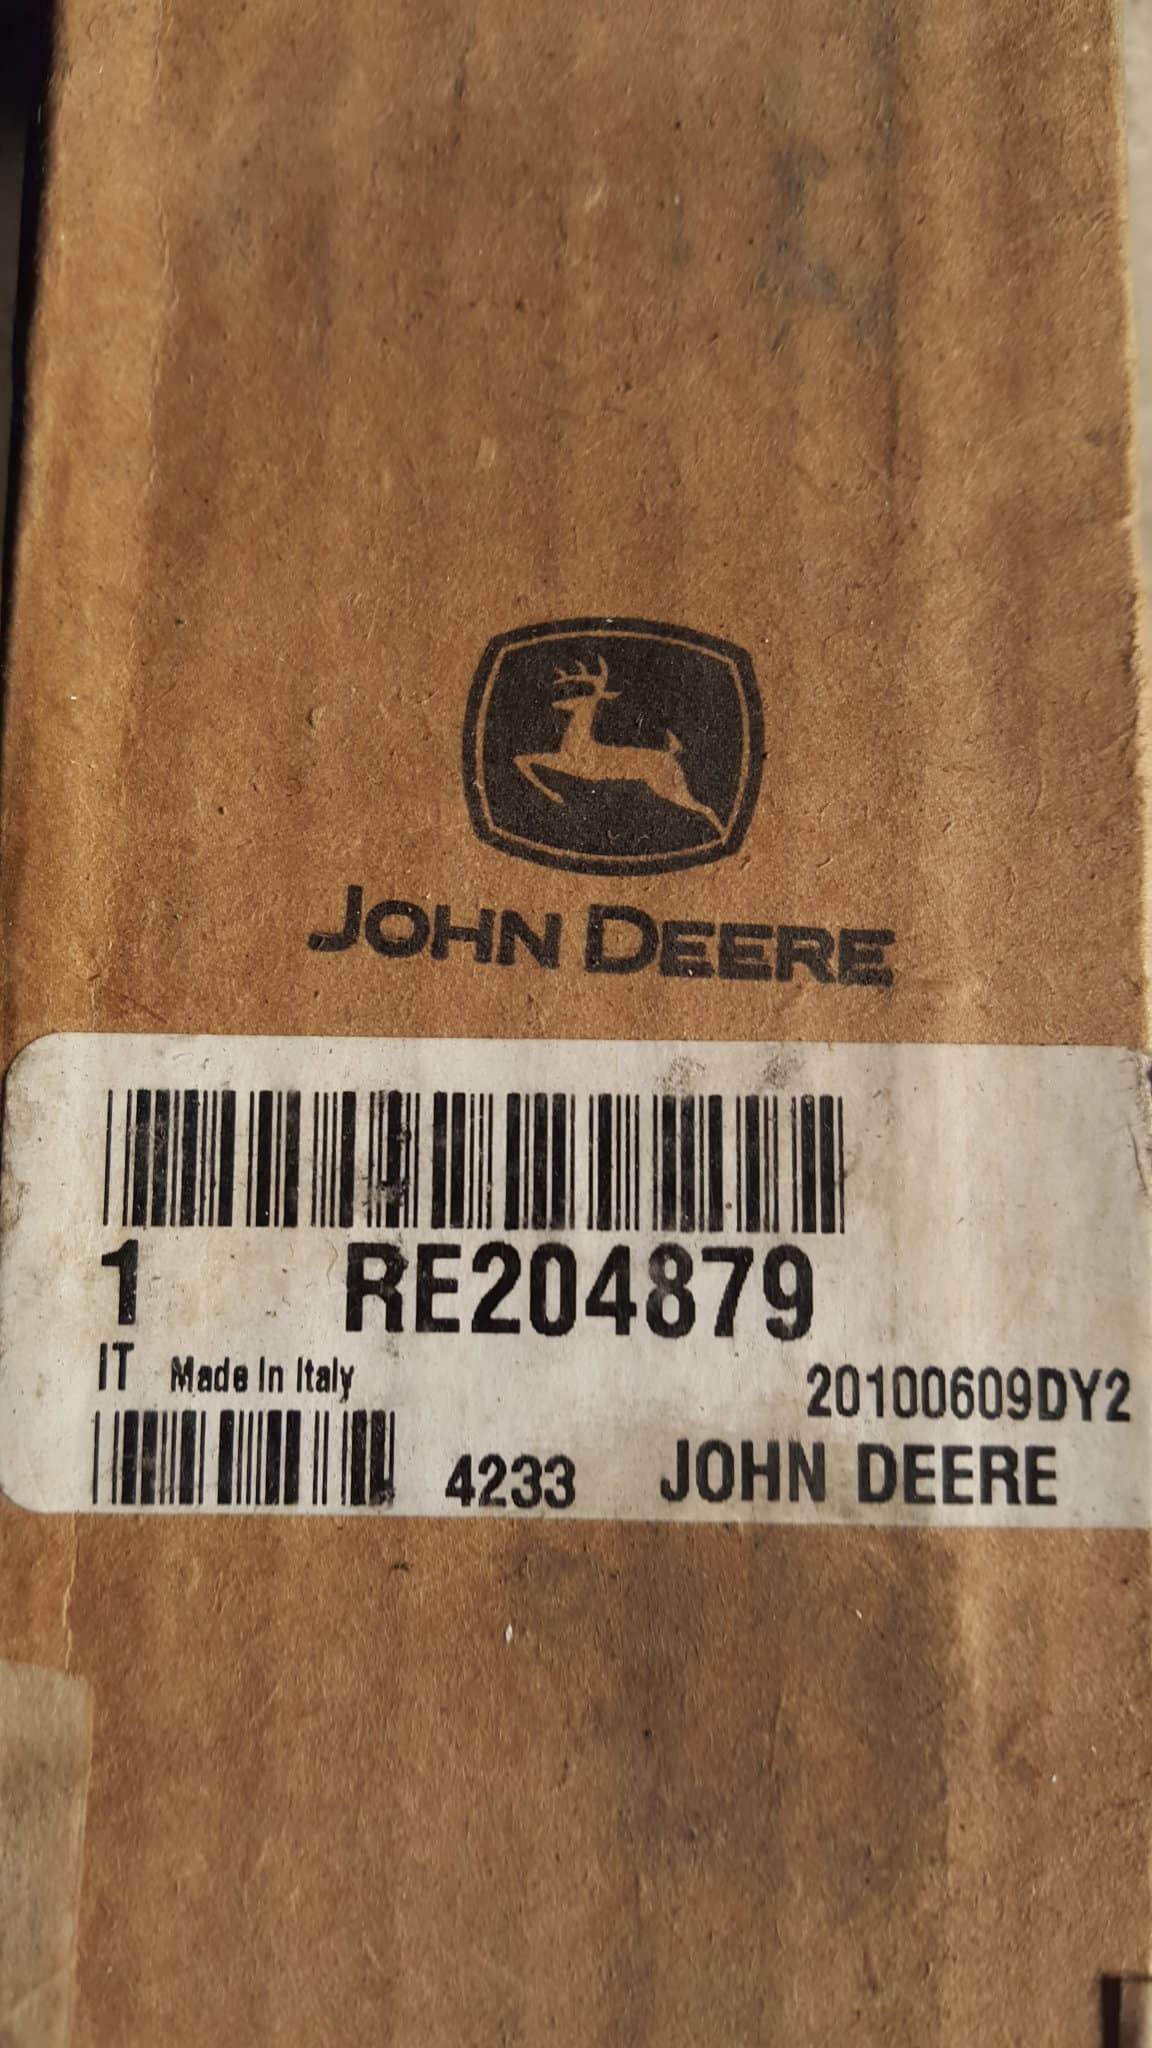 JOHN DEERE
1 RE204879
IT Made In Italy
20100609DY2
4233 JOHN DEERE